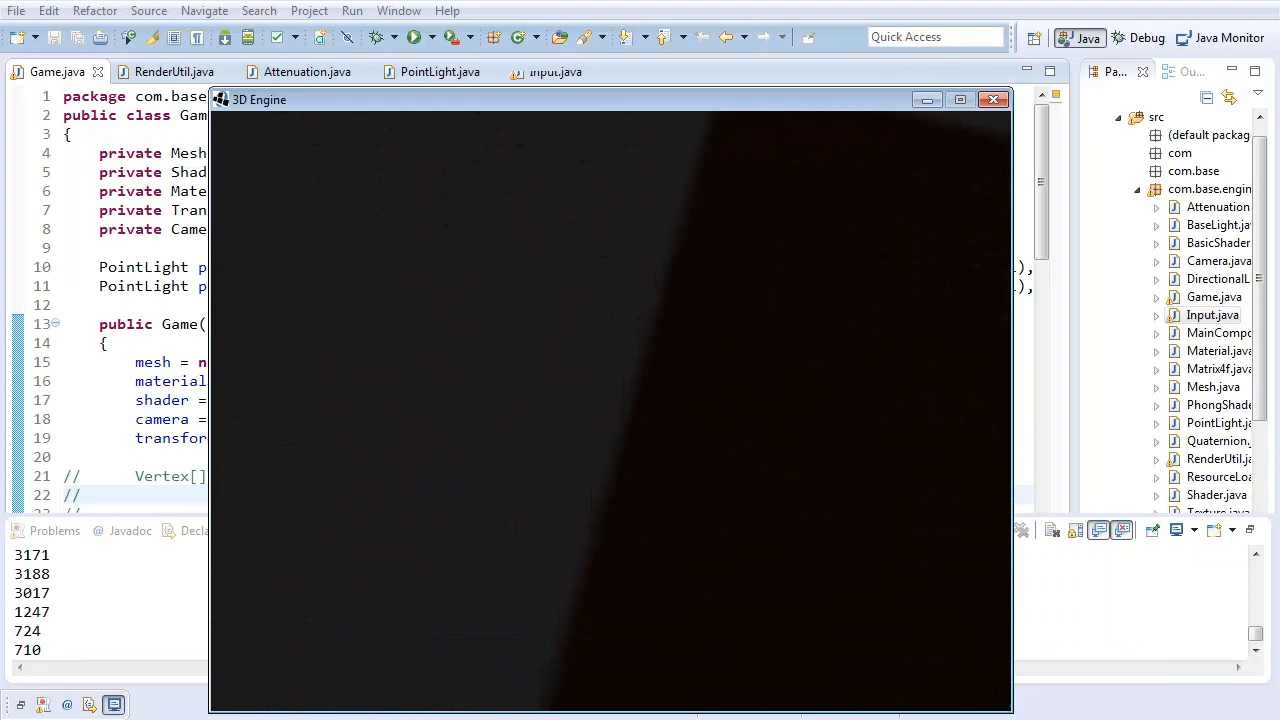 File Edit Refactor Source Navigate Search Project Run Window Help
Quick Access
Java
Debug
Java Monitor
Game.java
RenderUtil.java
Attenuation.java
PointLight.java
Input.java
Pa...
Ou...
3D Engine
1 package com.base
2 public class Gam
3 {
4 private Mesh
5 private Shad
6 private Mate
7 private Tran
8 private Came
9
10 PointLight p
11 PointLight p
12
13 public Game(
14 {
15 mesh = n
16 material
17 shader =
18 camera =
19 transfor
20
21 // Vertex[]
22 //
src
(default packag
com
com.base
com.base.engin
Attenuation
BaseLight.jav
BasicShader
Camera.java
DirectionalL
Game.java
Input.java
MainCompo
Material.java
Matrix4f.java
Mesh.java
PhongShade
PointLight.ja
Quaternion.
RenderUtil.ja
ResourceLoa
Shader.java
Texture.java
Problems
@ Javadoc
Decla
3171
3188
3017
1247
724
710